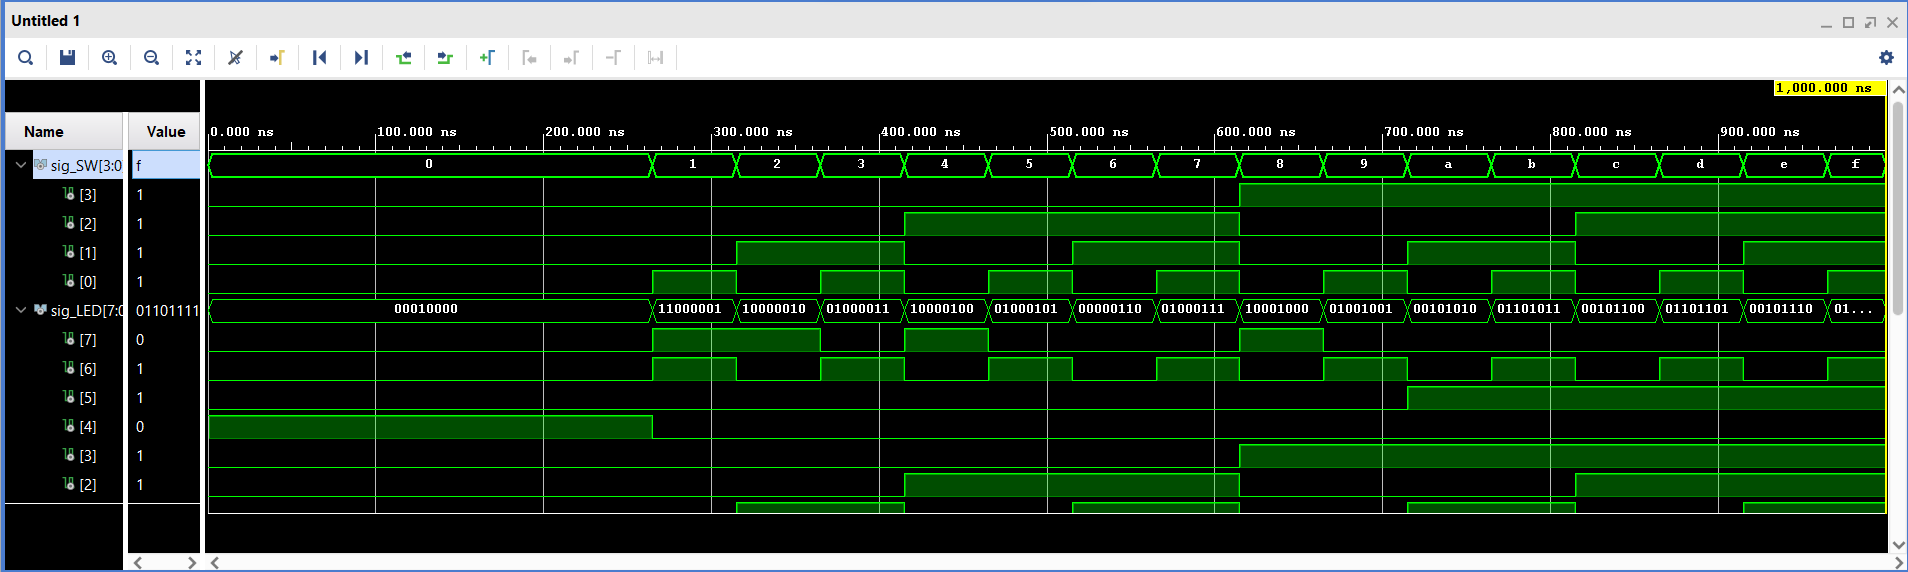 Untitled 1
1,000.000 ns
Name Value
0.000 ns 100.000 ns 200.000 ns 300.000 ns 400.000 ns 500.000 ns 600.000 ns 700.000 ns 800.000 ns 900.000 ns
sig_SW[3:0 f 0 1 2 3 4 5 6 7 8 9 a b c d e f
[3] 1
[2] 1
[1] 1
[0] 1
sig_LED[7:0 01101111 00010000 11000001 10000010 01000011 10000100 01000101 00000110 01000111 10001000 01001001 00101010 01101011 00101100 01101101 00101110 01...
[7] 0
[6] 1
[5] 1
[4] 0
[3] 1
[2] 1